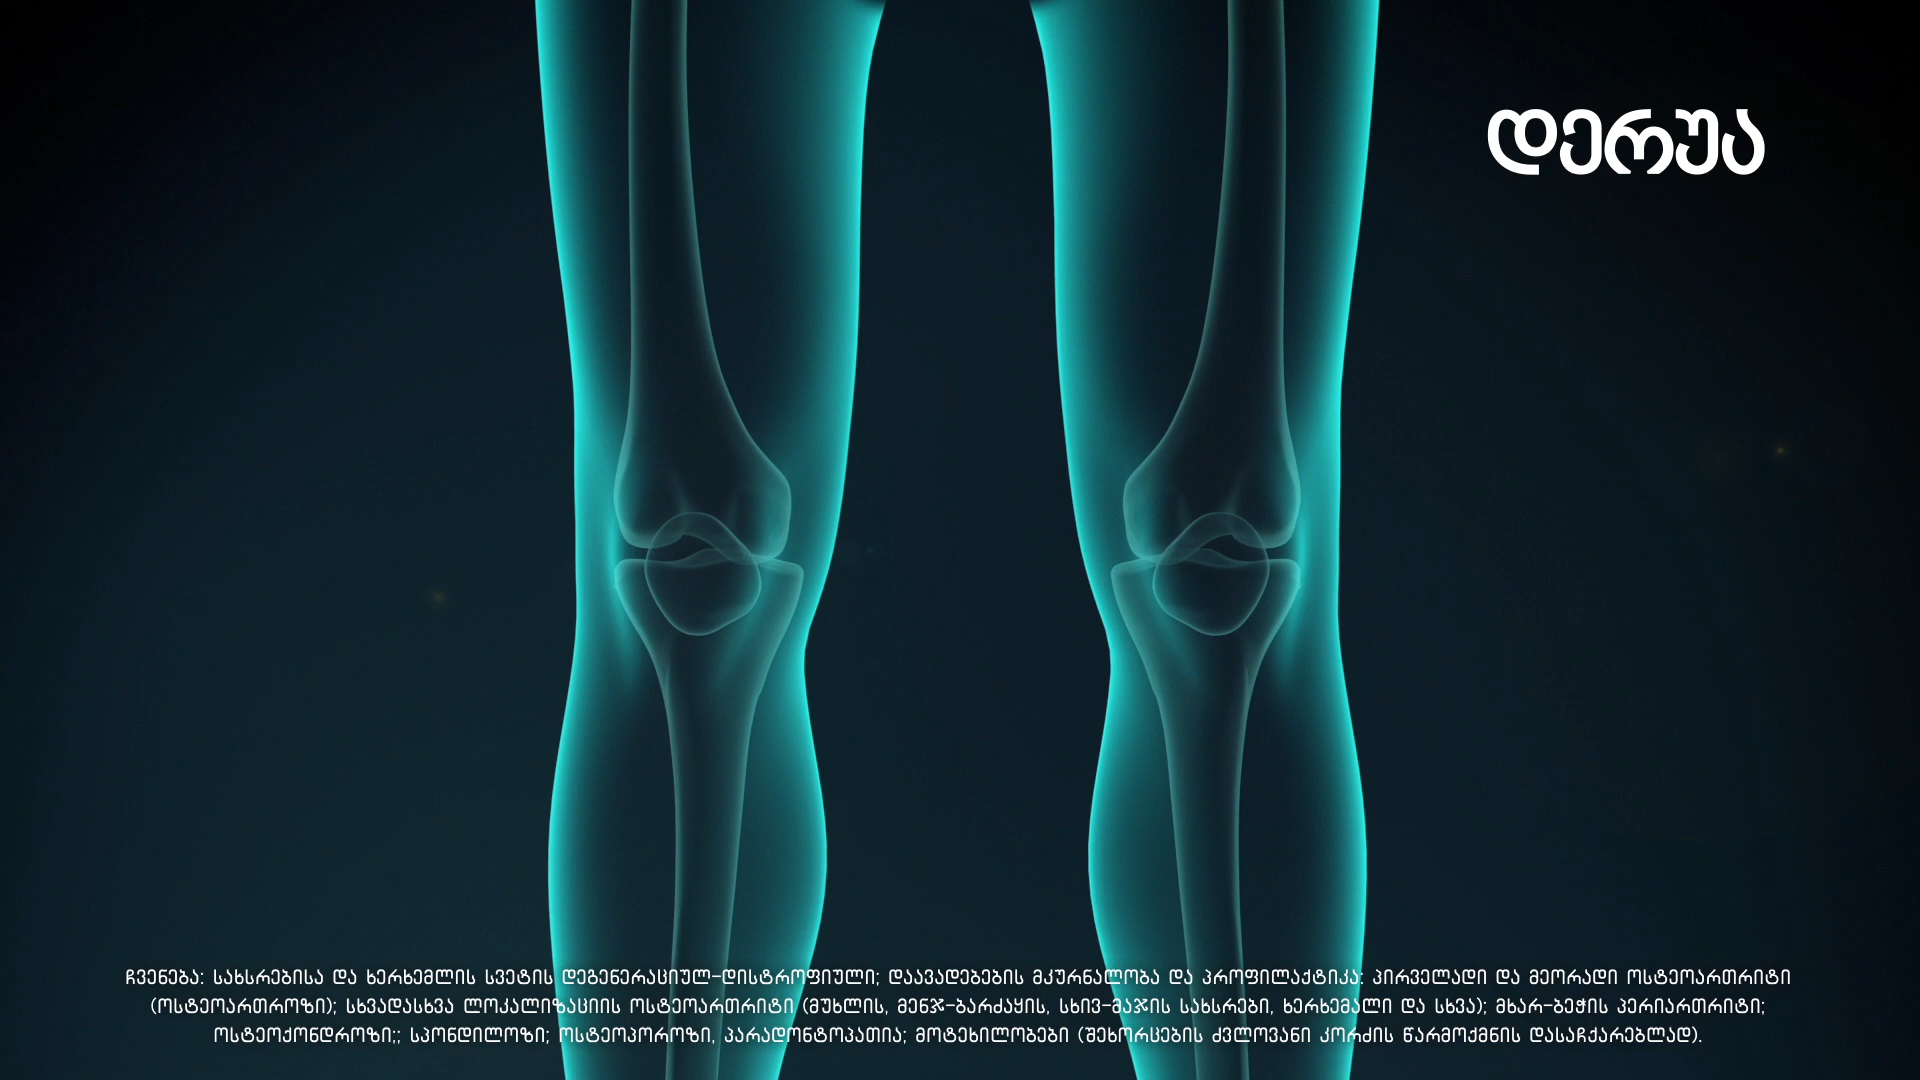 დერუა
ჩვენება: სახსრებისა და ხერხემლის სვეტის დეგენერაციულ-დისტროფიული; დაავადებების მკურნალობა და პროფილაქტიკა: პირველადი და მეორადი ოსტეოართრიტი
(ოსტეოართროზი); სხვადასხვა ლოკალიზაციის ოსტეოართრიტი (მუხლის, მენჯ-ბარძაყის, სხივ-მაჯის სახსრები, ხერხემალი და სხვა); მხარ-ბეჭის პერიართრიტი;
ოსტეოქონდროზი;; სპონდილოზი; ოსტეოპოროზი, პარადონტოპათია; მოტეხილობები (შეხორცების ძვლოვანი კორძის წარმოქმნის დასაჩქარებლად).